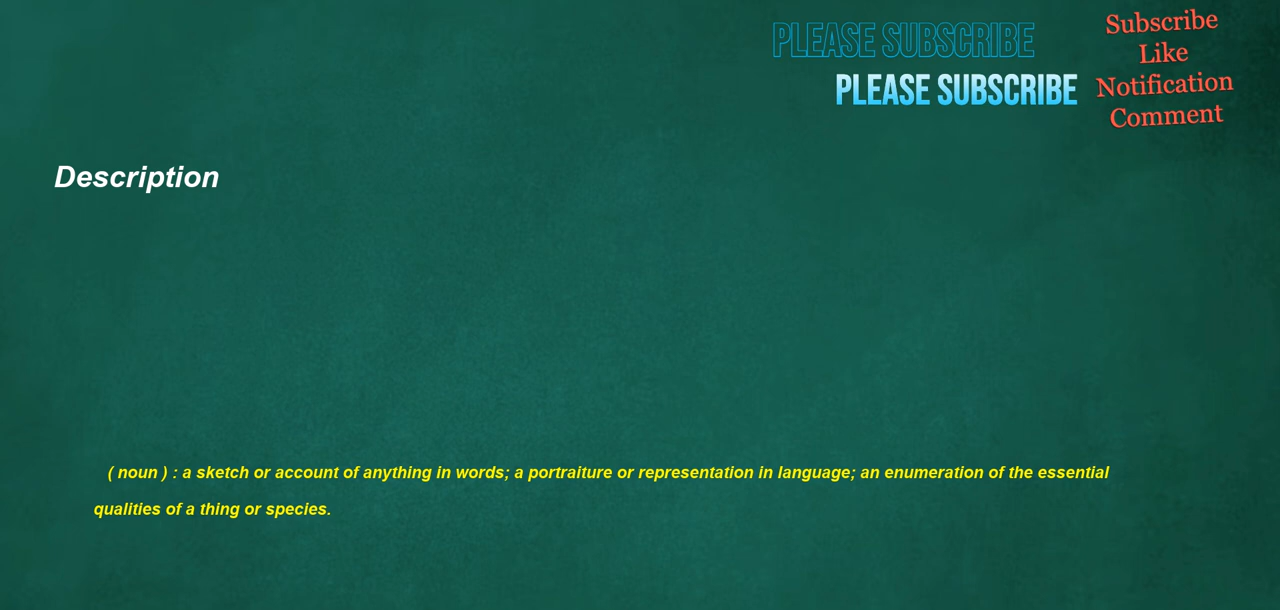 PLEASE SUBSCRIBE
PLEASE SUBSCRIBE
Subscribe
Like
Notification
Comment
Description
( noun ) : a sketch or account of anything in words; a portraiture or representation in language; an enumeration of the essential
qualities of a thing or species.